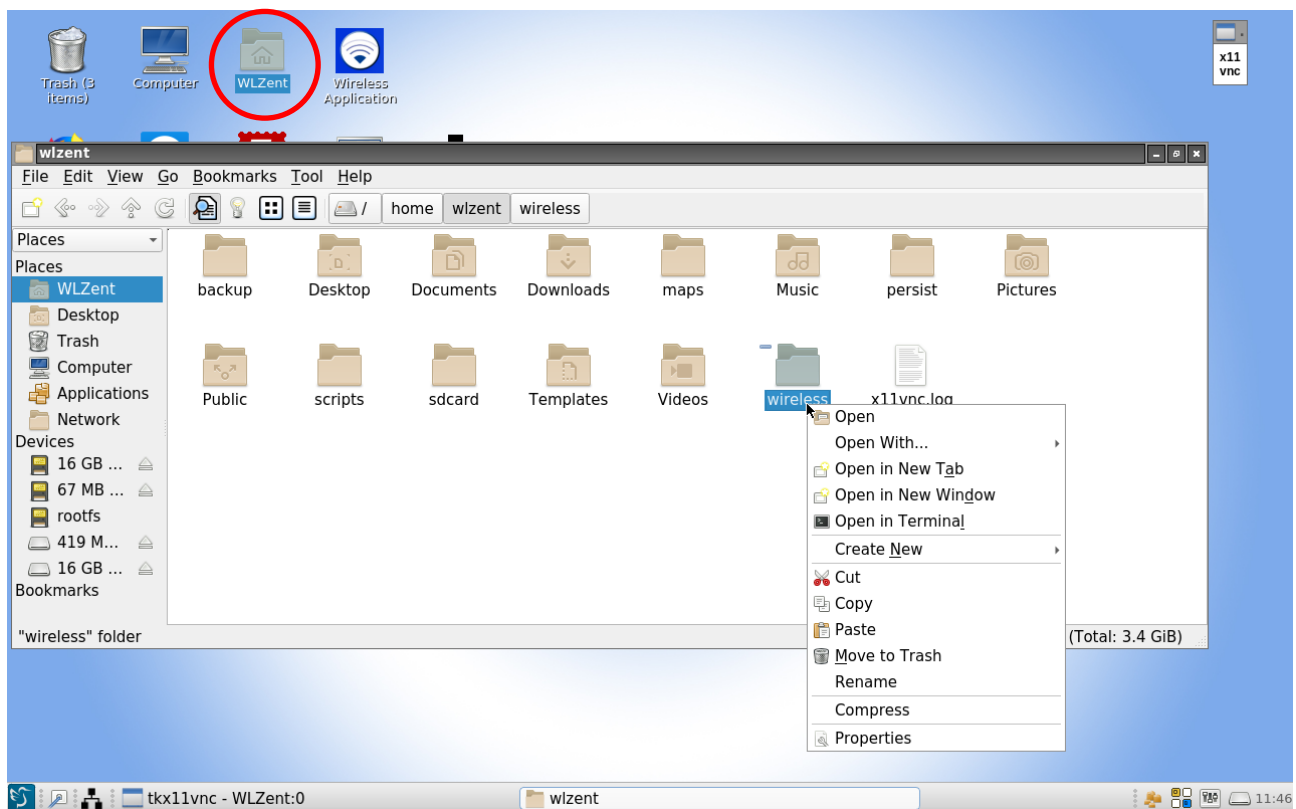 Trash (3 items)
Computer
WLZent
Wireless Application
x11 vnc
wlzent
File Edit View Go Bookmarks Tool Help
/ home wlzent wireless
Places
Places
WLZent
Desktop
Trash
Computer
Applications
Network
Devices
16 GB ...
67 MB ...
rootfs
419 M...
16 GB ...
Bookmarks
backup Desktop Documents Downloads maps Music persist Pictures
Public scripts sdcard Templates Videos wireless x11vnc.log
Open
Open With...
Open in New Tab
Open in New Window
Open in Terminal
Create New
Cut
Copy
Paste
Move to Trash
Rename
Compress
Properties
"wireless" folder
(Total: 3.4 GiB)
tkx11vnc - WLZent:0
wlzent
11:46